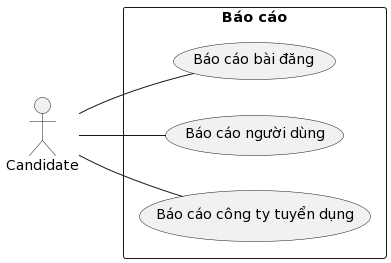 Báo cáo
Báo cáo bài đăng
Báo cáo người dùng
Candidate
Báo cáo công ty tuyển dụng